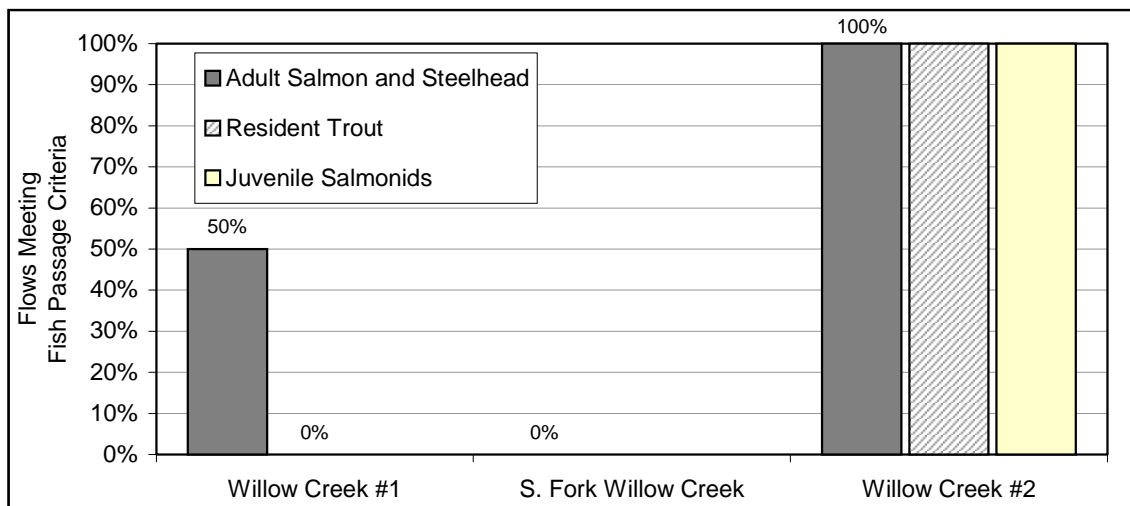 Flows Meeting
Fish Passage Criteria
100%
90%
80%
70%
60%
50%
40%
30%
20%
10%
0%
Adult Salmon and Steelhead
Resident Trout
Juvenile Salmonids
50%
0%
0%
100%
Willow Creek #1
S. Fork Willow Creek
Willow Creek #2